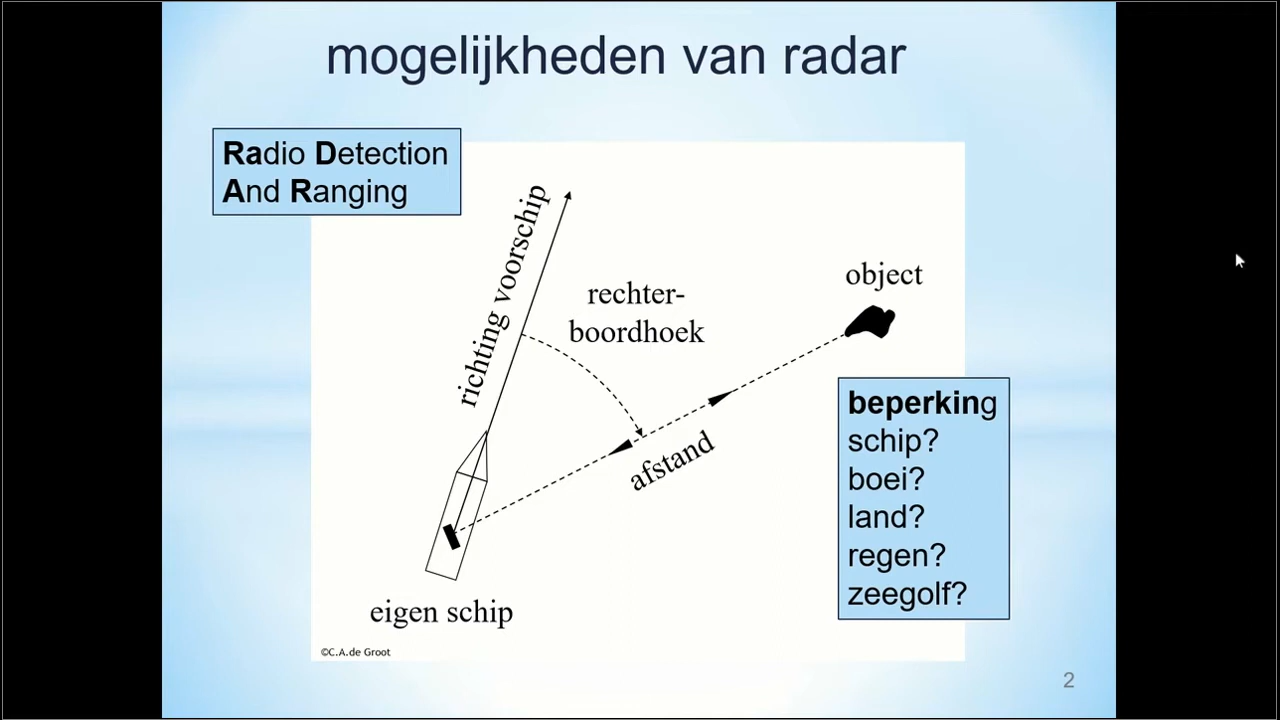 mogelijkheden van radar
Radio Detection
And Ranging
richting voorschip
rechter-
boordhoek
object
afstand
beperking
schip?
boei?
land?
regen?
zeegolf?
eigen schip
©C.A.de Groot
2